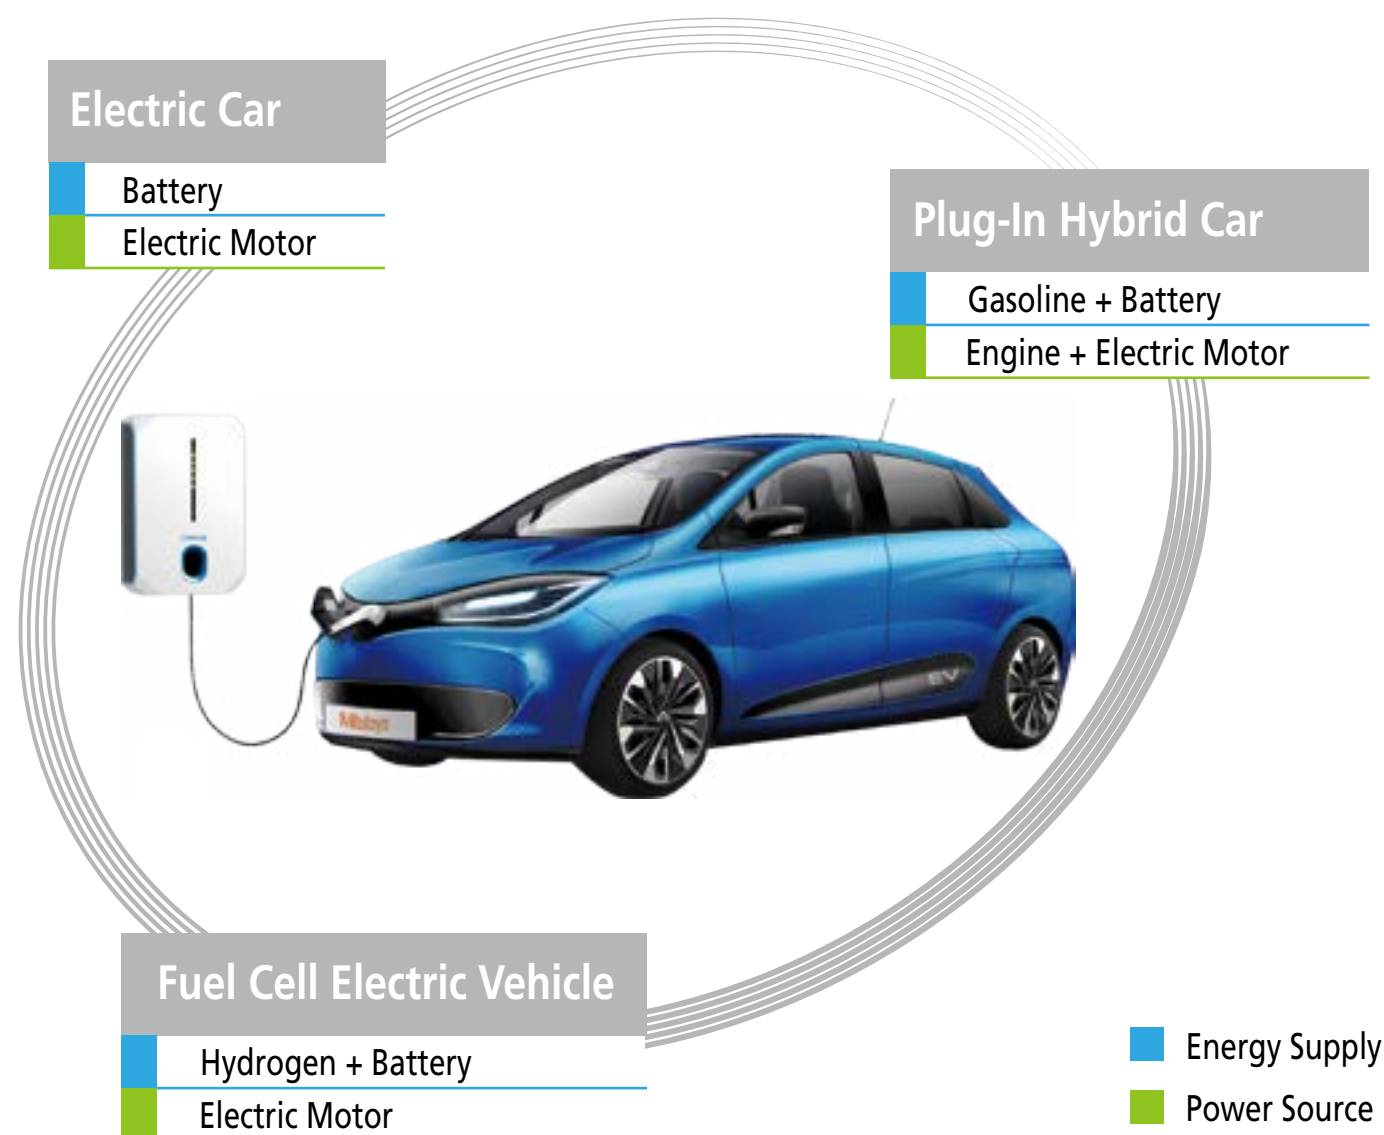 Electric Car
Battery
Electric Motor
Plug-In Hybrid Car
Gasoline + Battery
Engine + Electric Motor
EV
Fuel Cell Electric Vehicle
Hydrogen + Battery
Electric Motor
Energy Supply
Power Source